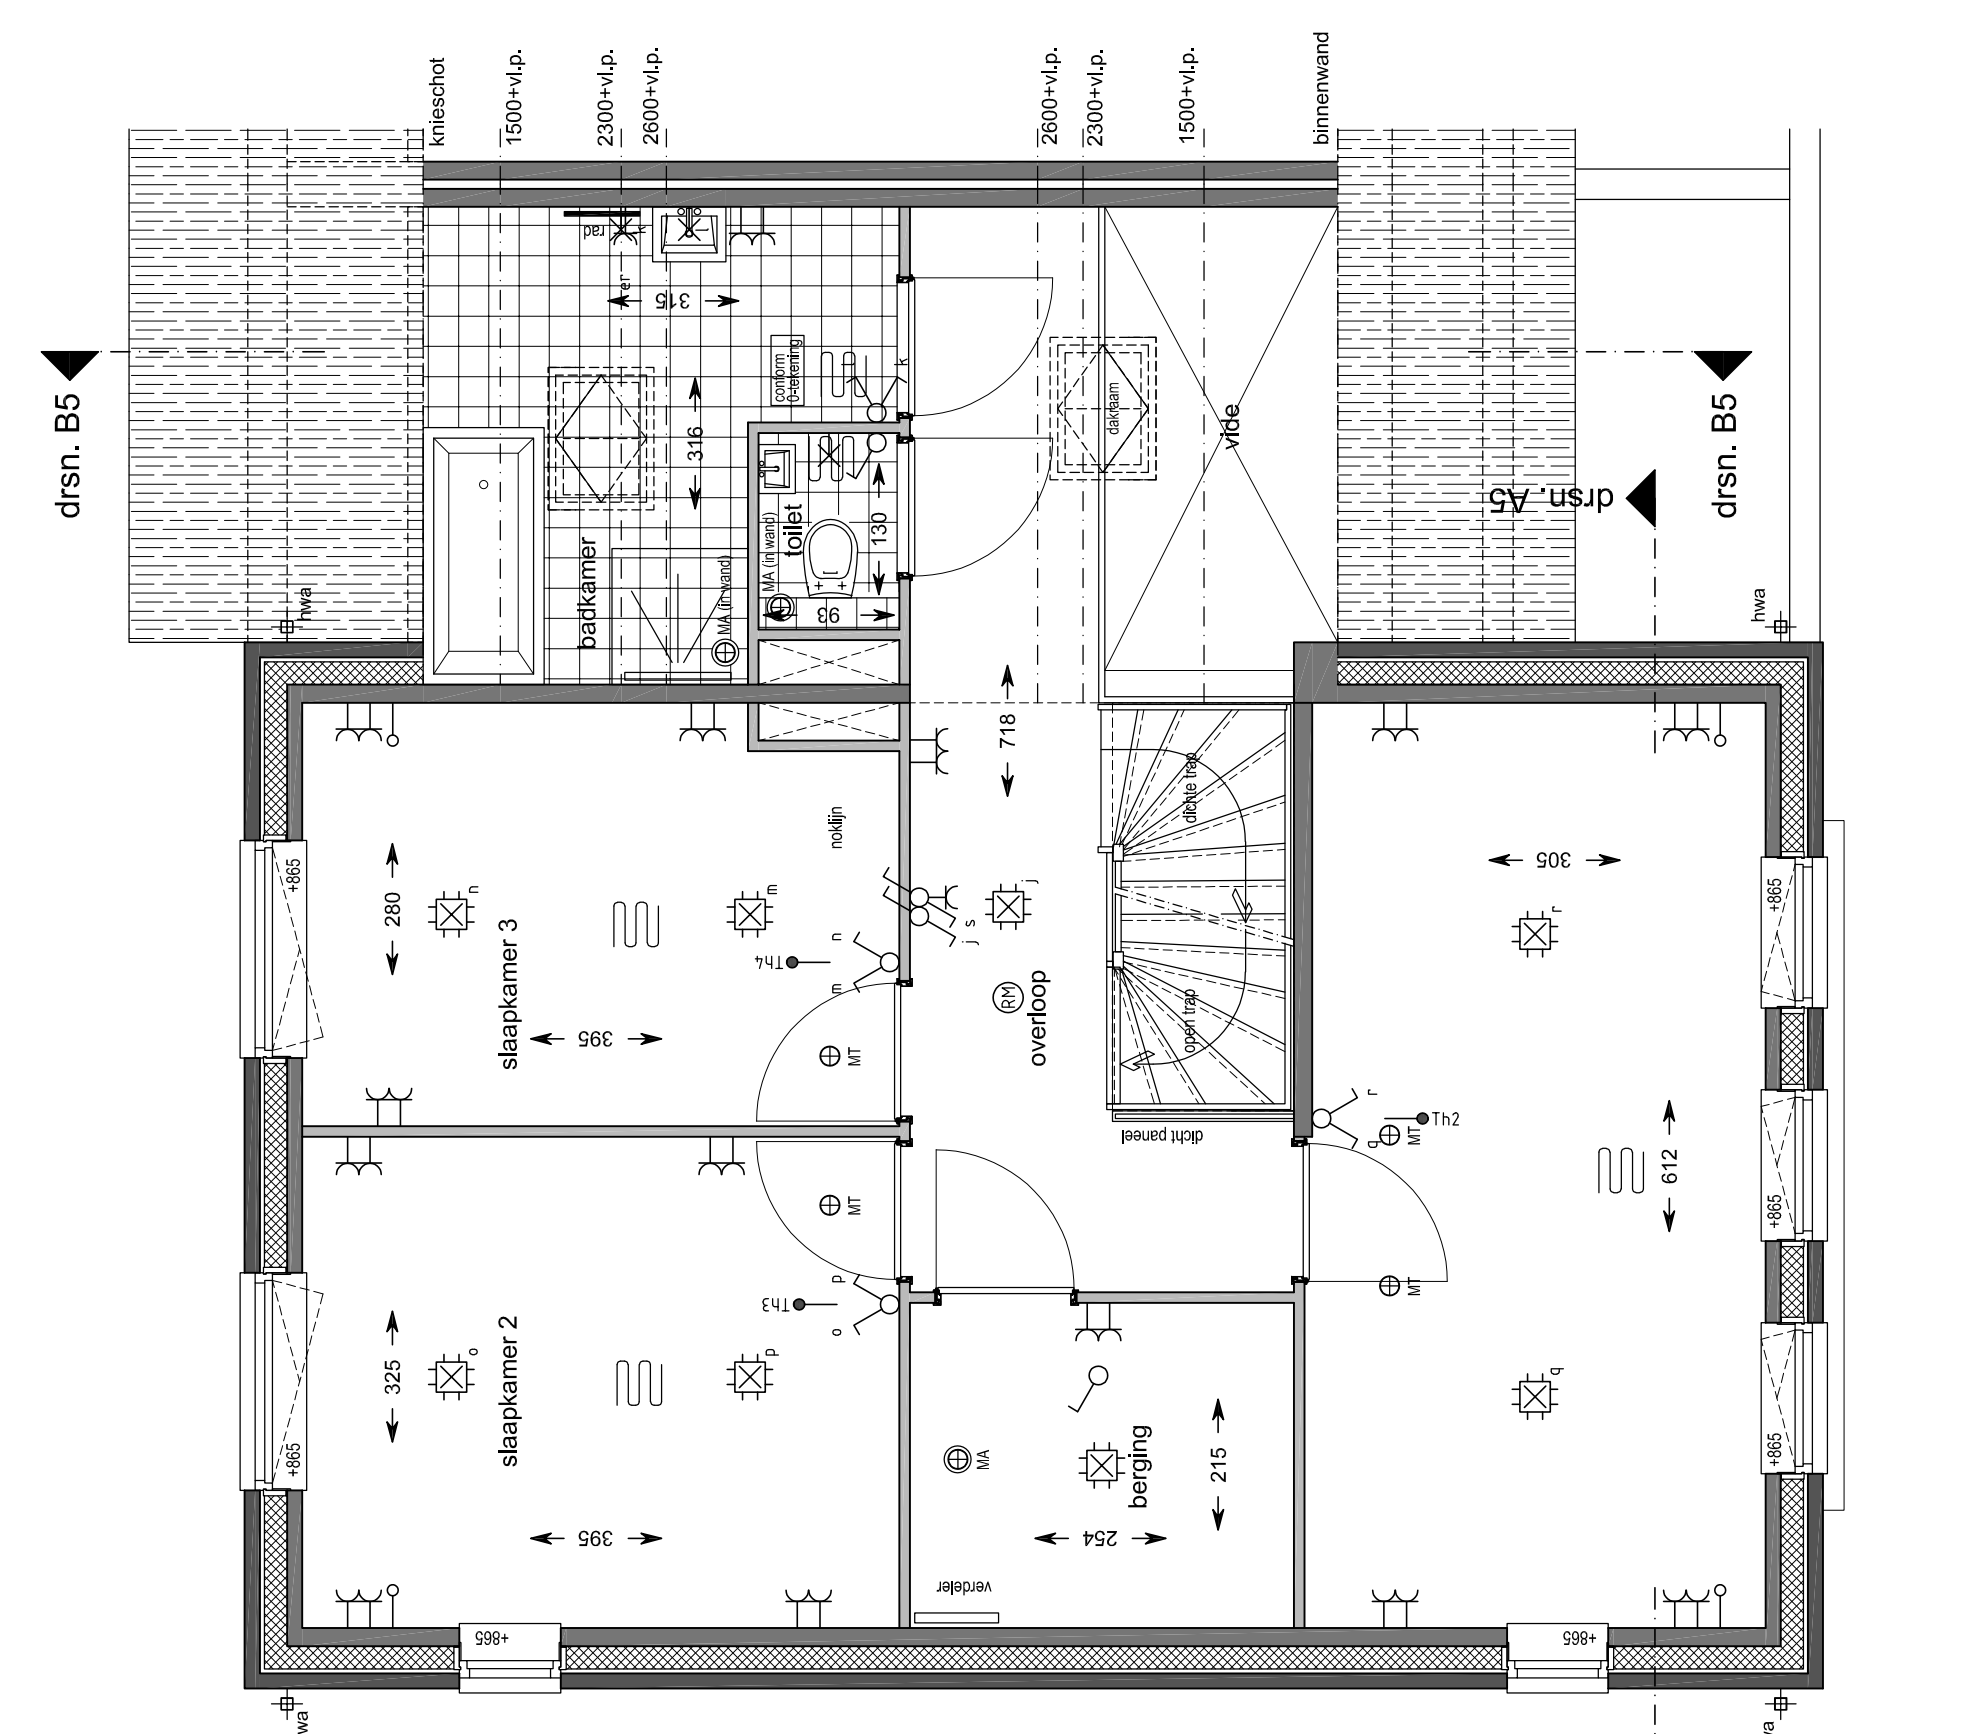 knieschot
1500+vl.p.
2300+vl.p.
2600+vl.p.
2600+vl.p.
2300+vl.p.
1500+vl.p.
binnenwand
rad
er
315
conform
0-tekening
k
l
drsn. B5
316
dakraam
vide
drsn. B5
drsn. A5
toilet
130
MA (in wand)
93
badkamer
MA (in wand)
hwa
hwa
718
dichte trap
noklijn
+865
280
n
m
slaapkamer 3
395
Th4
n
m
j
s
j
RM
overloop
open trap
305
r
+865
MT
dicht paneel
r
q
Th2
MT
612
+865
MT
Th3
p
o
MT
325
o
p
slaapkamer 2
+865
395
MA
berging
215
254
verdeler
q
+865
+865
+865
wa
wa